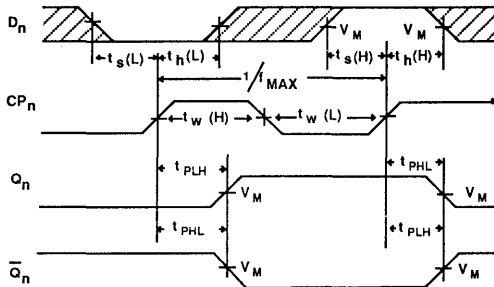 Dn
VM VM
ts(L) th(L) ts(H) th(H)
1/fMAX
CPn
tw (H) tw (L)
tPLH tPHL
Qn
VM VM
tPHL tPLH
Q̅n
VM VM